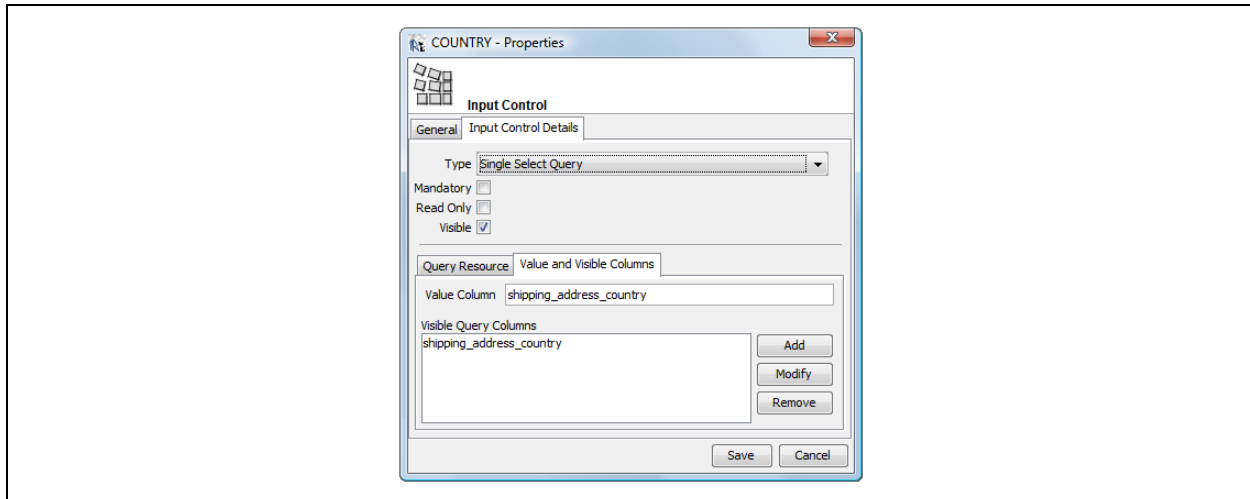 COUNTRY - Properties
Input Control
General Input Control Details
Type Single Select Query
Mandatory
Read Only
Visible
Query Resource Value and Visible Columns
Value Column shipping_address_country
Visible Query Columns
shipping_address_country
Add
Modify
Remove
Save Cancel